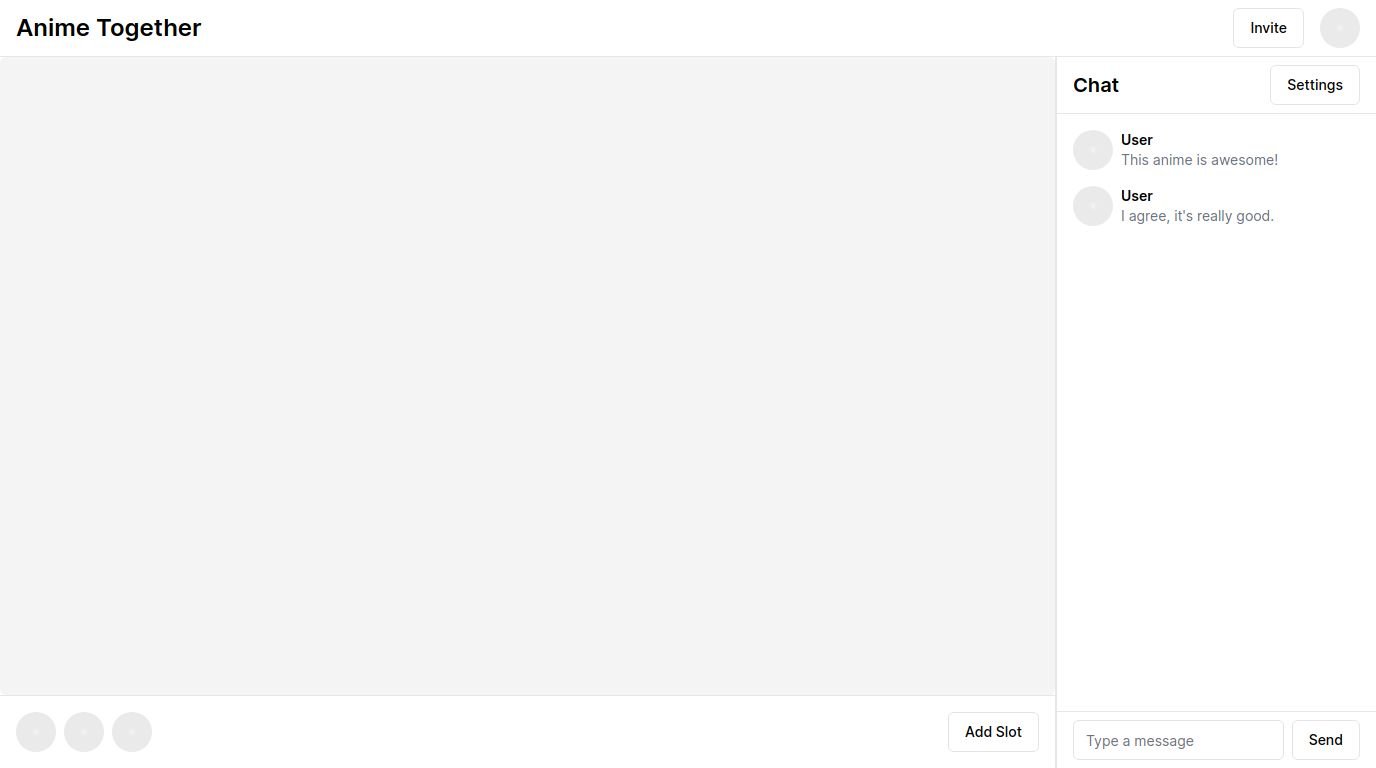 Anime Together
Invite
Chat
Settings
User
This anime is awesome!
User
I agree, it's really good.
Add Slot
Type a message
Send